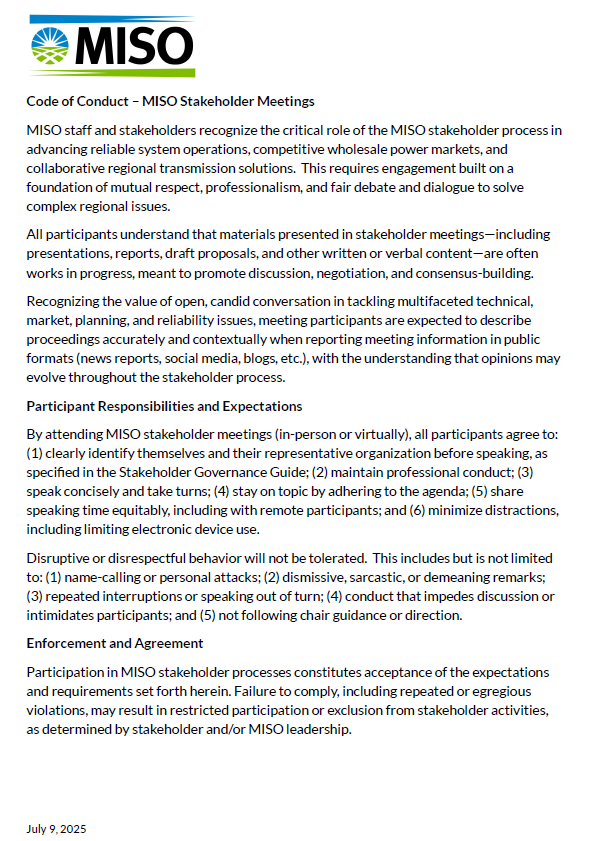 MISO
Code of Conduct – MISO Stakeholder Meetings
MISO staff and stakeholders recognize the critical role of the MISO stakeholder process in
advancing reliable system operations, competitive wholesale power markets, and
collaborative regional transmission solutions.  This requires engagement built on a
foundation of mutual respect, professionalism, and fair debate and dialogue to solve
complex regional issues.
All participants understand that materials presented in stakeholder meetings—including
presentations, reports, draft proposals, and other written or verbal content—are often
works in progress, meant to promote discussion, negotiation, and consensus-building.
Recognizing the value of open, candid conversation in tackling multifaceted technical,
market, planning, and reliability issues, meeting participants are expected to describe
proceedings accurately and contextually when reporting meeting information in public
formats (news reports, social media, blogs, etc.), with the understanding that opinions may
evolve throughout the stakeholder process.
Participant Responsibilities and Expectations
By attending MISO stakeholder meetings (in-person or virtually), all participants agree to:
(1) clearly identify themselves and their representative organization before speaking, as
specified in the Stakeholder Governance Guide; (2) maintain professional conduct; (3)
speak concisely and take turns; (4) stay on topic by adhering to the agenda; (5) share
speaking time equitably, including with remote participants; and (6) minimize distractions,
including limiting electronic device use.
Disruptive or disrespectful behavior will not be tolerated.  This includes but is not limited
to: (1) name-calling or personal attacks; (2) dismissive, sarcastic, or demeaning remarks;
(3) repeated interruptions or speaking out of turn; (4) conduct that impedes discussion or
intimidates participants; and (5) not following chair guidance or direction.
Enforcement and Agreement
Participation in MISO stakeholder processes constitutes acceptance of the expectations
and requirements set forth herein. Failure to comply, including repeated or egregious
violations, may result in restricted participation or exclusion from stakeholder activities,
as determined by stakeholder and/or MISO leadership.
July 9, 2025